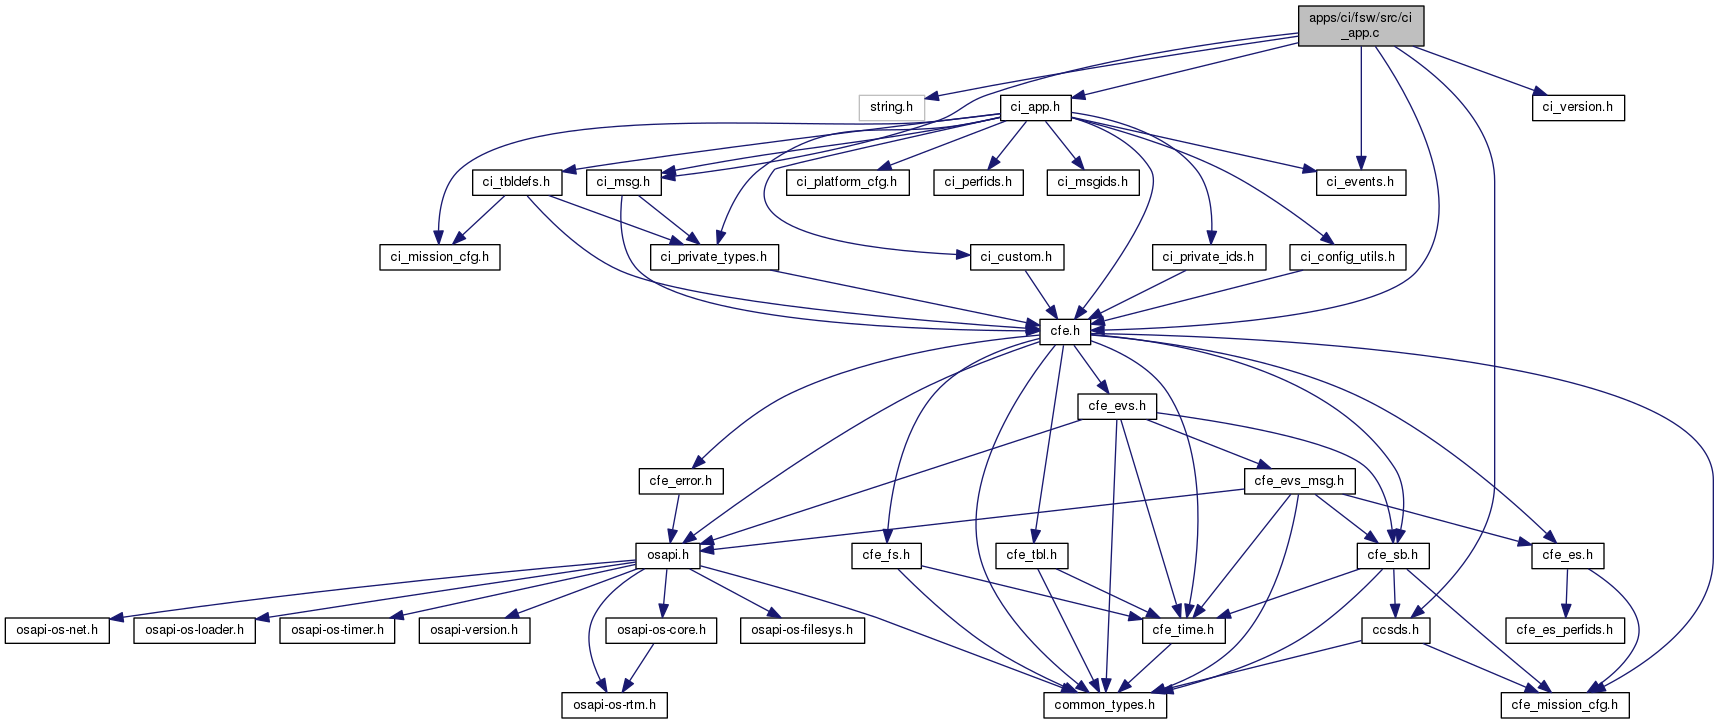 apps/ci/fsw/src/ci
_app.c
string.h
ci_app.h
ci_version.h
ci_tbldefs.h
ci_msg.h
ci_platform_cfg.h
ci_perfids.h
ci_msgids.h
ci_events.h
ci_mission_cfg.h
ci_private_types.h
ci_custom.h
ci_private_ids.h
ci_config_utils.h
cfe.h
cfe_evs.h
cfe_error.h
cfe_evs_msg.h
osapi.h
cfe_fs.h
cfe_tbl.h
cfe_sb.h
cfe_es.h
osapi-os-net.h
osapi-os-loader.h
osapi-os-timer.h
osapi-version.h
osapi-os-core.h
osapi-os-filesys.h
cfe_time.h
ccsds.h
cfe_es_perfids.h
osapi-os-rtm.h
common_types.h
cfe_mission_cfg.h